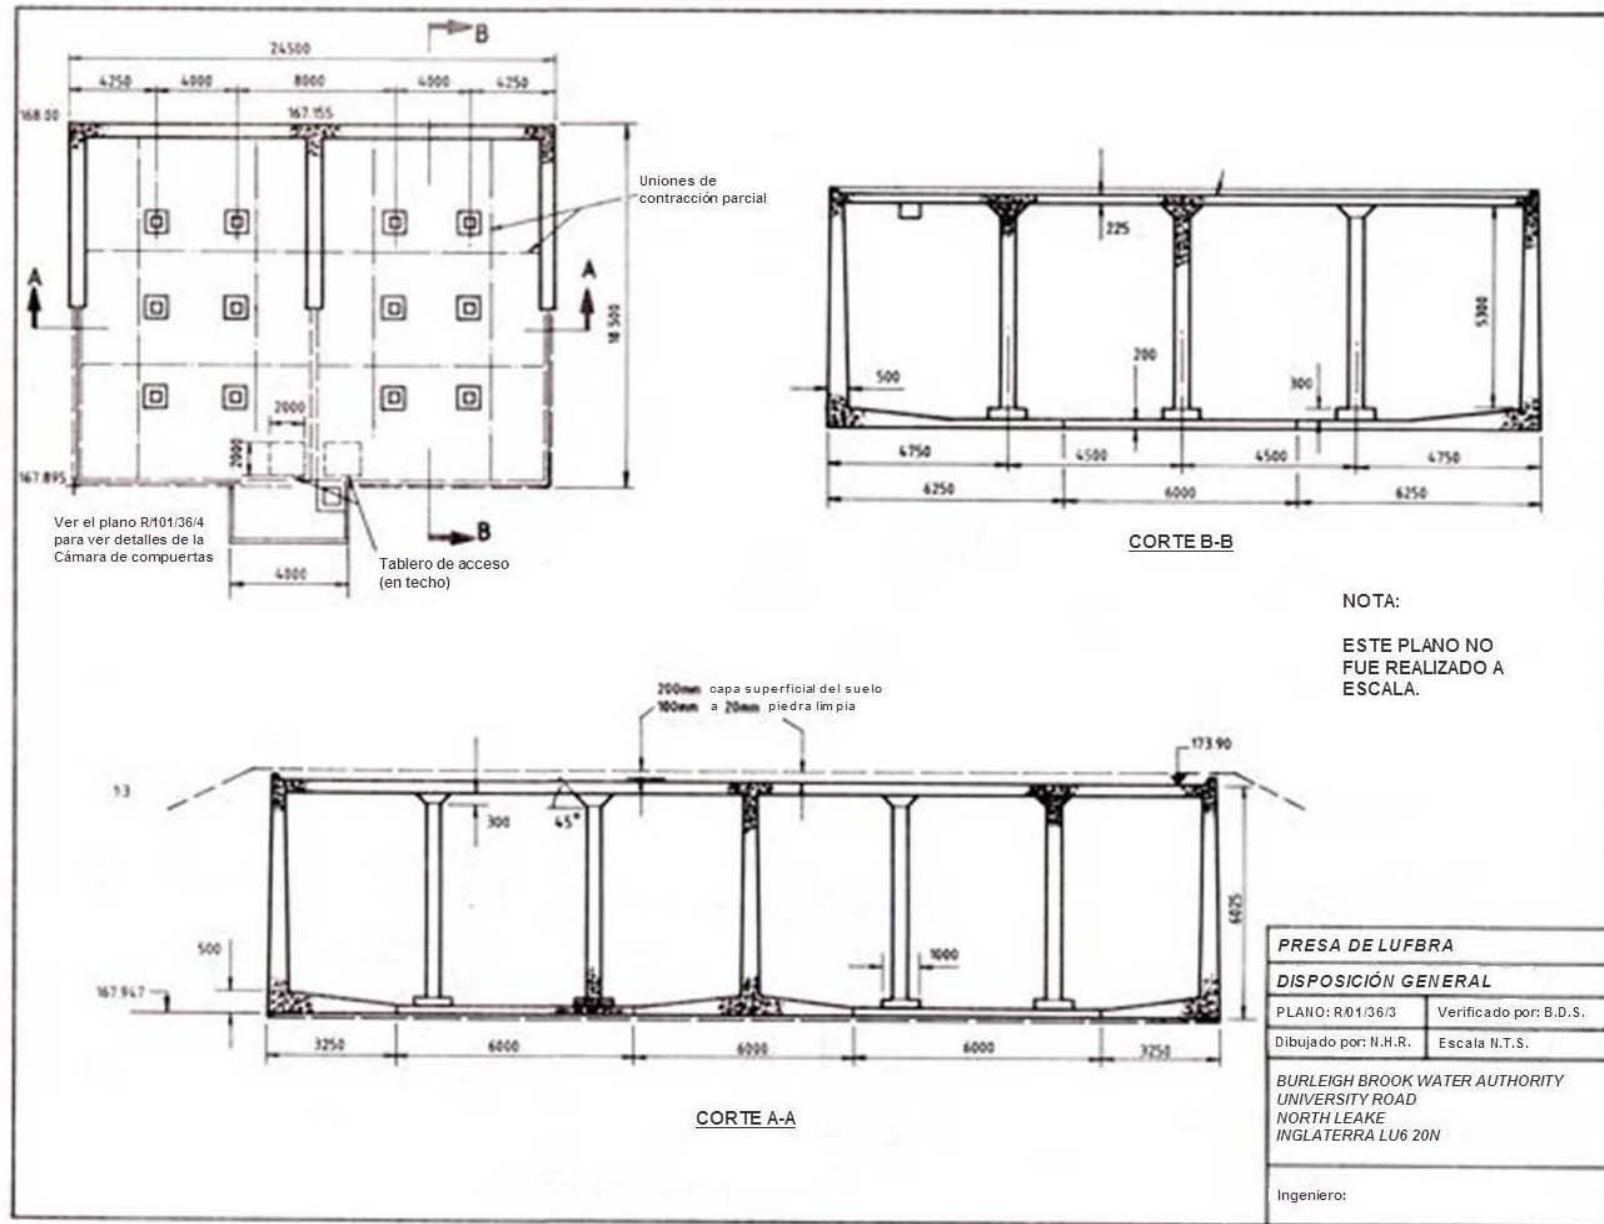 B
24500
4250 4000 8000 4000 4250
168.00
167.155
Uniones de
contracción parcial
A
A
18 500
2000
2000
167.895
B
Ver el plano R/101/36/4
para ver detalles de la
Cámara de compuertas
Tablero de acceso
(en techo)
4000
225
5300
200
500
300
4750 4500 4500 4750
6250 6000 6250
CORTE B-B
NOTA:
ESTE PLANO NO
FUE REALIZADO A
ESCALA.
200mm capa superficial del suelo
100mm a 20mm piedra limpia
173.90
1:3
300
45°
6025
500
1000
167.947
3250 6000 6000 6000 3250
CORTE A-A
PRESA DE LUFBRA
DISPOSICIÓN GENERAL
PLANO: R/01/36/3 Verificado por: B.D.S.
Dibujado por: N.H.R. Escala N.T.S.
BURLEIGH BROOK WATER AUTHORITY
UNIVERSITY ROAD
NORTH LEAKE
INGLATERRA LU6 20N
Ingeniero: